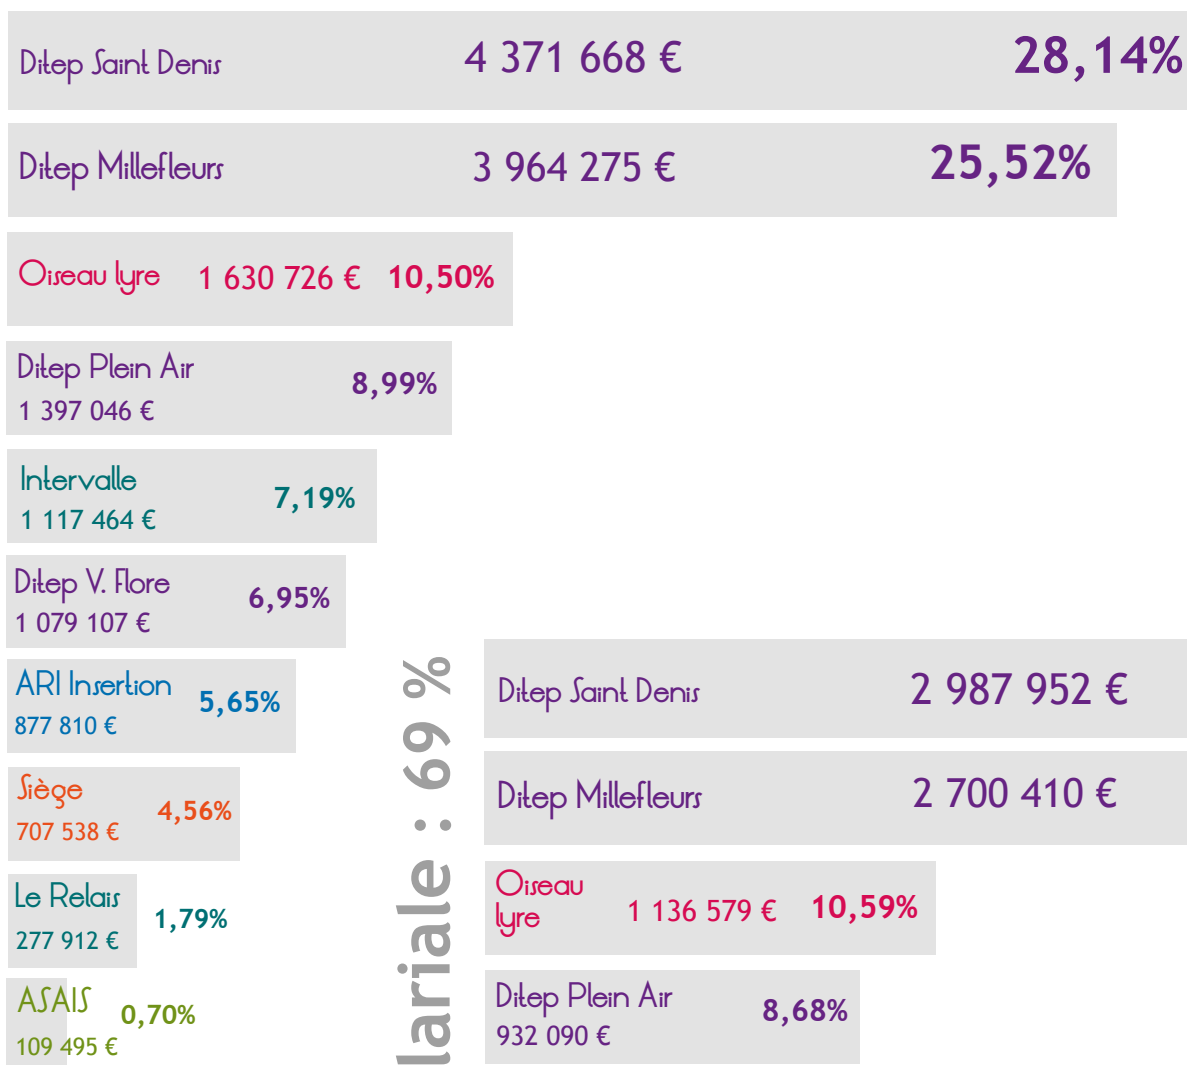 Ditep Saint Denis 4 371 668 € 28,14%
Ditep Millefleurs 3 964 275 € 25,52%
Oiseau lyre 1 630 726 € 10,50%
Ditep Plein Air
1 397 046 €
8,99%
Intervalle
1 117 464 €
7,19%
Ditep V. Flore
1 079 107 €
6,95%
ARI Insertion
877 810 €
5,65%
Siège
707 538 €
4,56%
Le Relais
277 912 €
1,79%
ASAIS
109 495 €
0,70%
lariale : 69 %
Ditep Saint Denis 2 987 952 €
Ditep Millefleurs 2 700 410 €
Oiseau
lyre
1 136 579 € 10,59%
Ditep Plein Air
932 090 €
8,68%